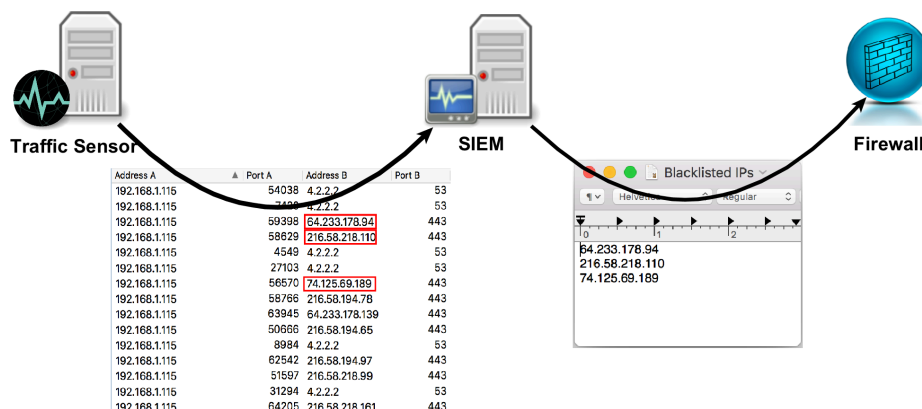 Traffic Sensor
SIEM
Firewall
Address A Port A Address B Port B
192.168.1.115 54038 4.2.2.2 53
192.168.1.115 4.2.2.2 53
192.168.1.115 59398 64.233.178.94 443
192.168.1.115 58629 216.58.218.110 443
192.168.1.115 4549 4.2.2.2 53
192.168.1.115 27103 4.2.2.2 53
192.168.1.115 56570 74.125.69.189 443
192.168.1.115 58766 216.58.194.78 443
192.168.1.115 63945 64.233.178.139 443
192.168.1.115 50666 216.58.194.65 443
192.168.1.115 8984 4.2.2.2 53
192.168.1.115 62542 216.58.194.97 443
192.168.1.115 51597 216.58.218.99 443
192.168.1.115 31294 4.2.2.2 53
192.168.1.115 64205 216.58.218.161 443
Blacklisted IPs
¶ Helvetica Regular
0 1 2
64.233.178.94
216.58.218.110
74.125.69.189